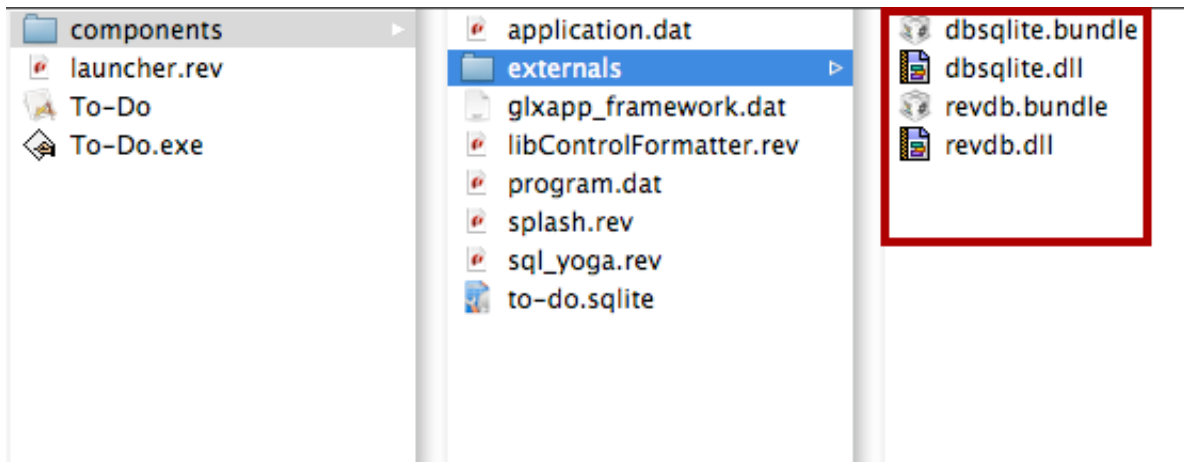 components
launcher.rev
To-Do
To-Do.exe
application.dat
externals
glxapp_framework.dat
libControlFormatter.rev
program.dat
splash.rev
sql_yoga.rev
to-do.sqlite
dbsqlite.bundle
dbsqlite.dll
revdb.bundle
revdb.dll